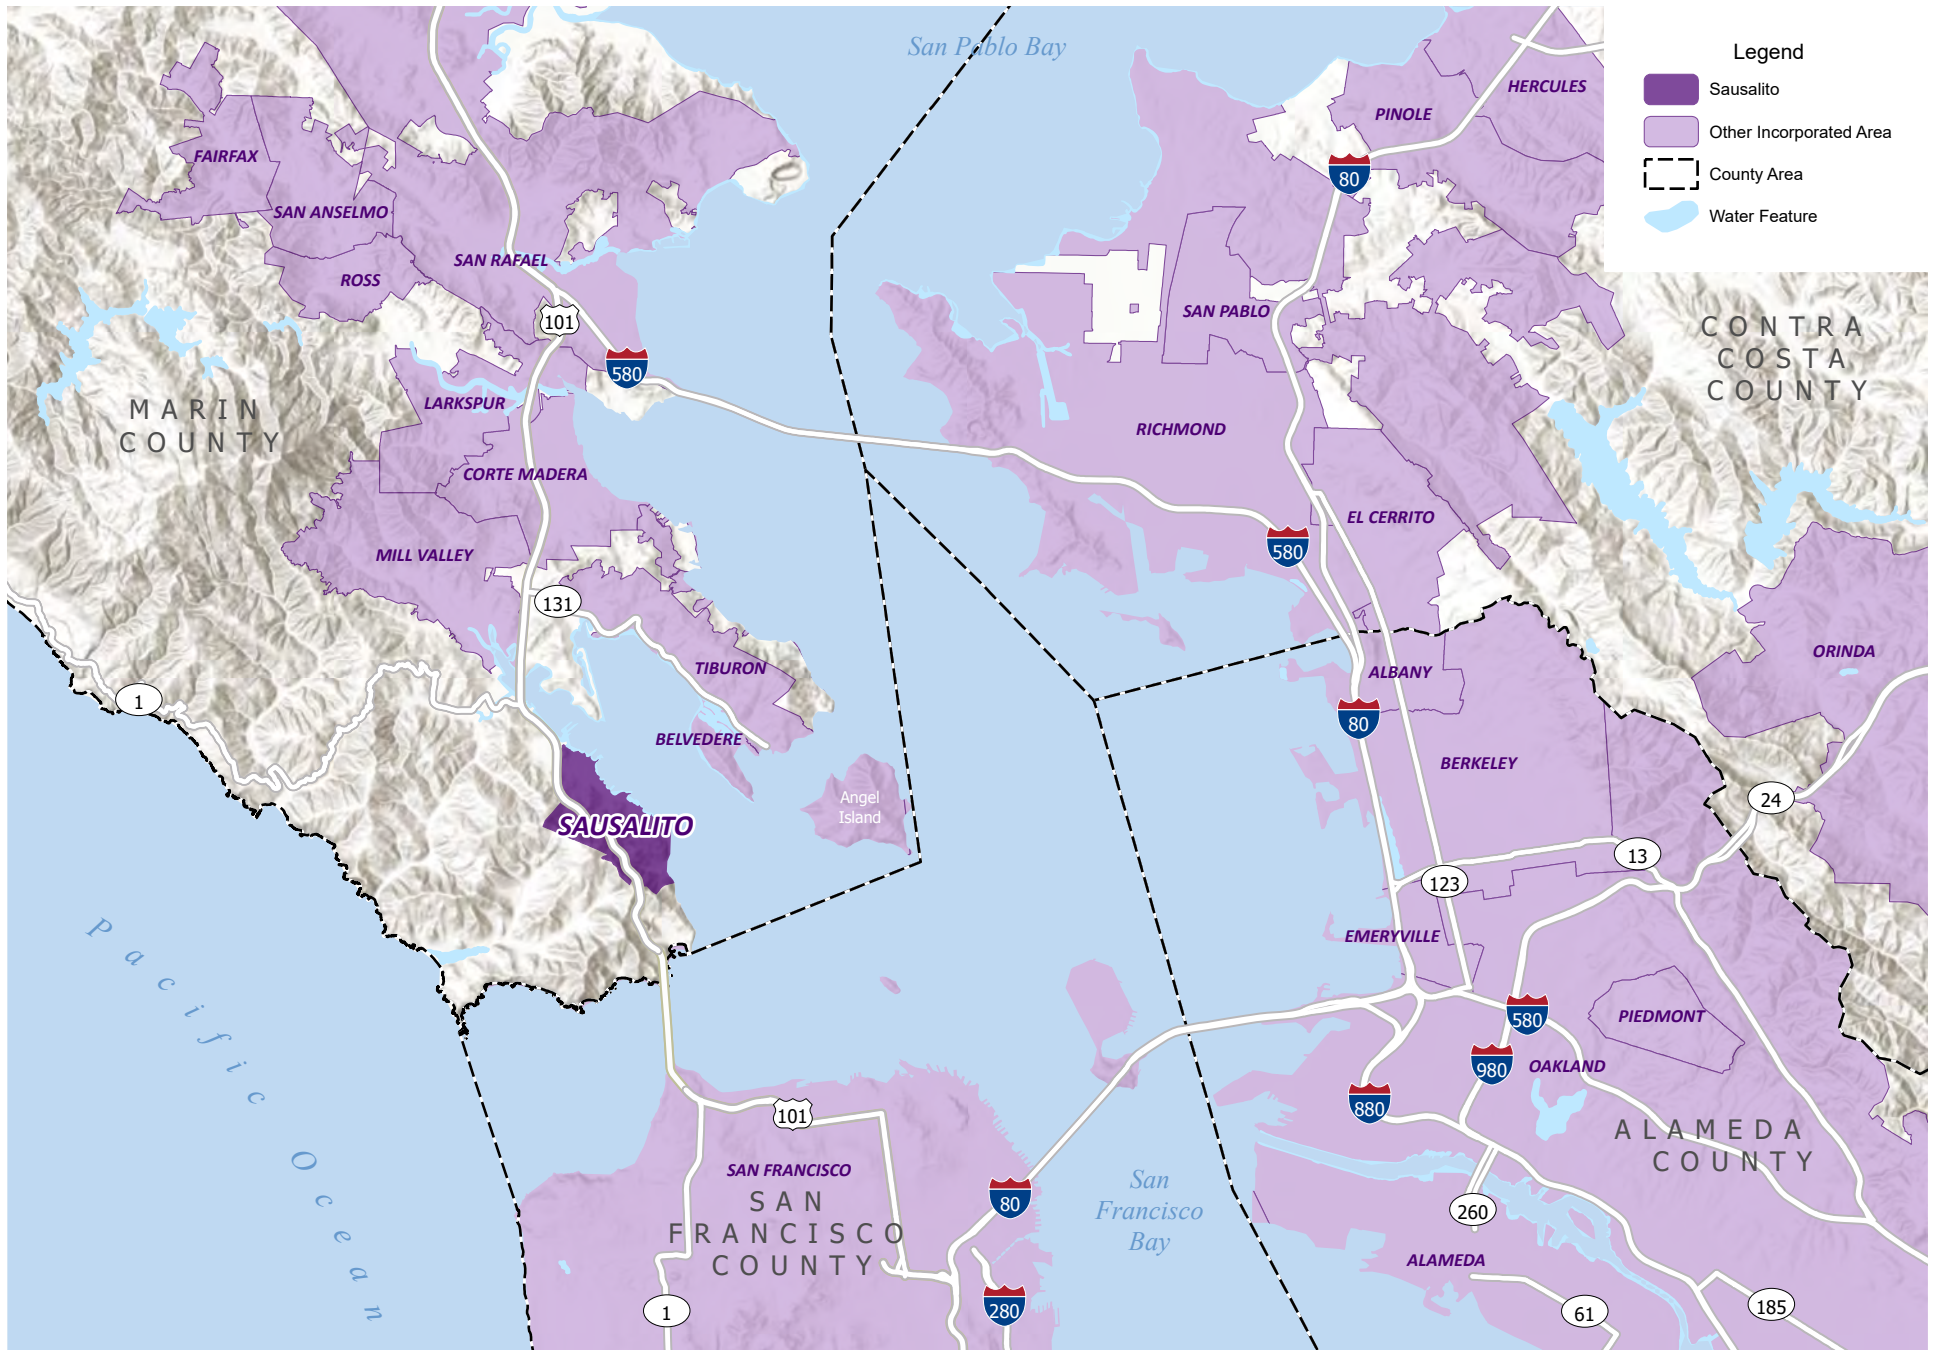 San Pablo Bay
Legend
Sausalito
Other Incorporated Area
County Area
Water Feature
HERCULES
PINOLE
80
FAIRFAX
SAN ANSELMO
SAN RAFAEL
ROSS
101
580
SAN PABLO
CONTRA
COSTA
COUNTY
MARIN
COUNTY
LARKSPUR
CORTE MADERA
RICHMOND
MILL VALLEY
EL CERRITO
580
131
TIBURON
ALBANY
ORINDA
1
BELVEDERE
80
BERKELEY
Angel
Island
24
SAUSALITO
13
123
EMERYVILLE
Pacific Ocean
580
PIEDMONT
980
OAKLAND
880
101
ALAMEDA
COUNTY
SAN FRANCISCO
SAN
FRANCISCO
COUNTY
80
San
Francisco
Bay
260
ALAMEDA
1
280
61
185